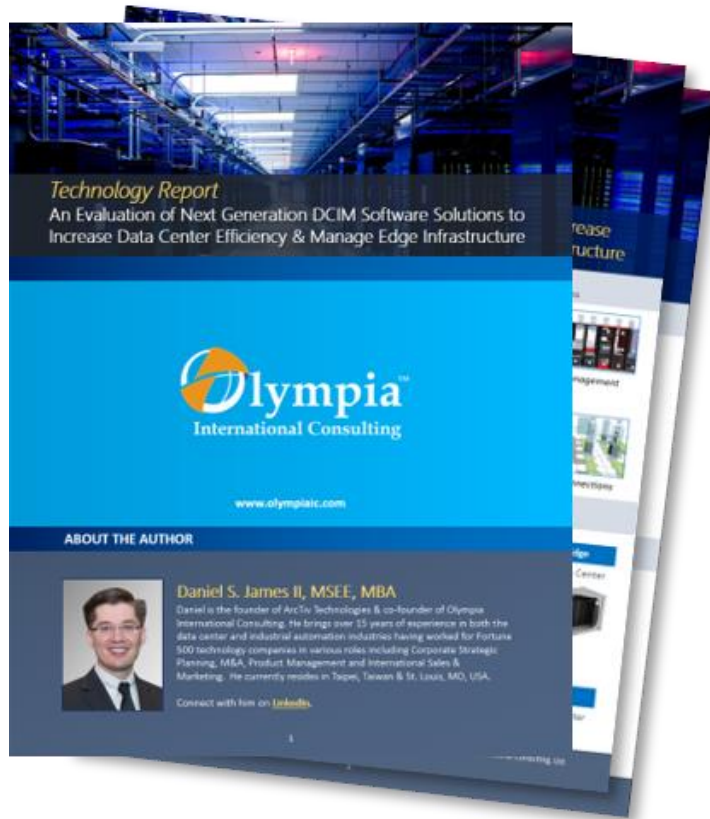 Technology Report
An Evaluation of Next Generation DCIM Software Solutions to
Increase Data Center Efficiency & Manage Edge Infrastructure
Olympia™
International Consulting
www.olympiaic.com
ABOUT THE AUTHOR
Daniel S. James II, MSEE, MBA
Daniel is the founder of ArcTiv Technologies & co-founder of Olympia
International Consulting. He brings over 15 years of experience in both the
data center and industrial automation industries having worked for Fortune
500 technology companies in various roles including Corporate Strategic
Planning, M&A, Product Management and International Sales &
Marketing. He currently resides in Taipei, Taiwan & St. Louis, MO, USA.
Connect with him on LinkedIn.
1
rease
ructure
nagement
nnections
dge
Center